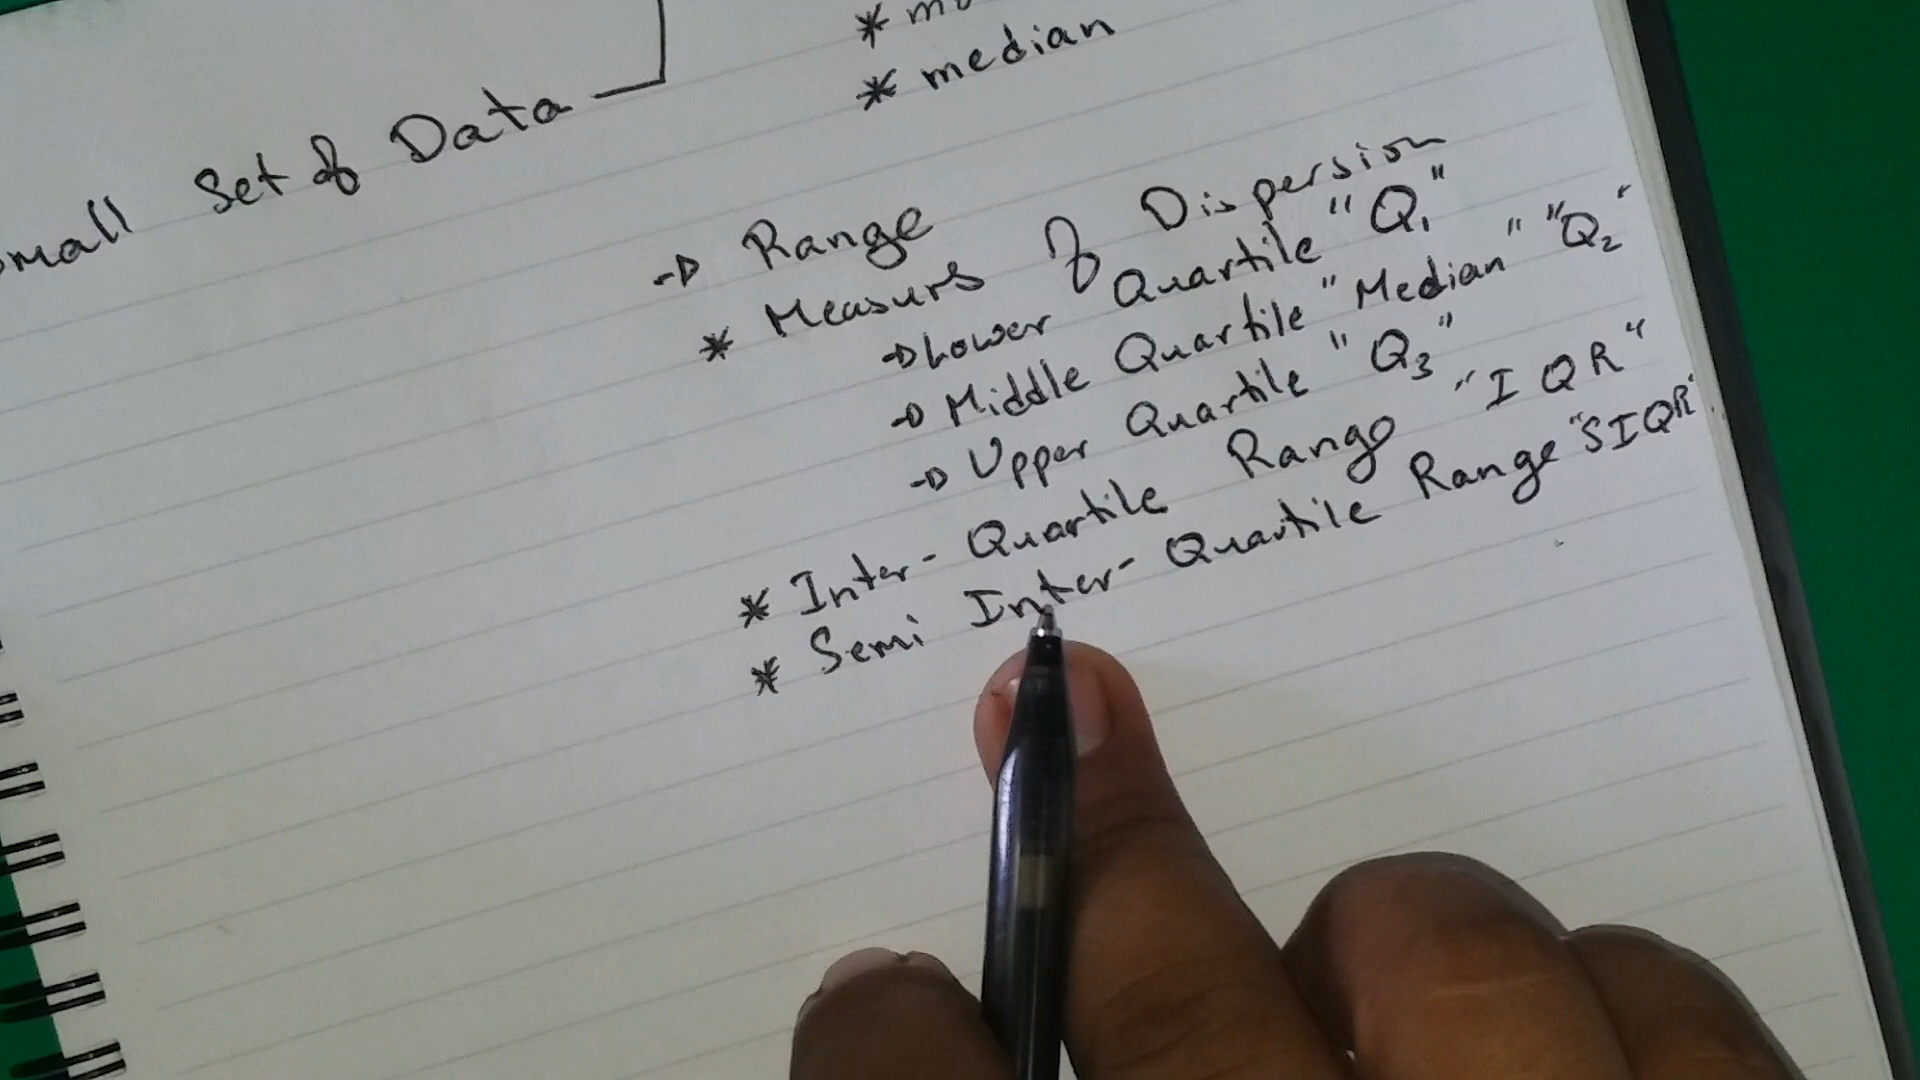 * median
Small Set of Data
-> Range
* Measurs of Dispersion
-> Lower Quartile "Q1"
-> Middle Quartile "Median" "Q2"
-> Upper Quartile "Q3"
* Inter-Quartile Range "IQR"
* Semi Inter-Quartile Range "SIQR"